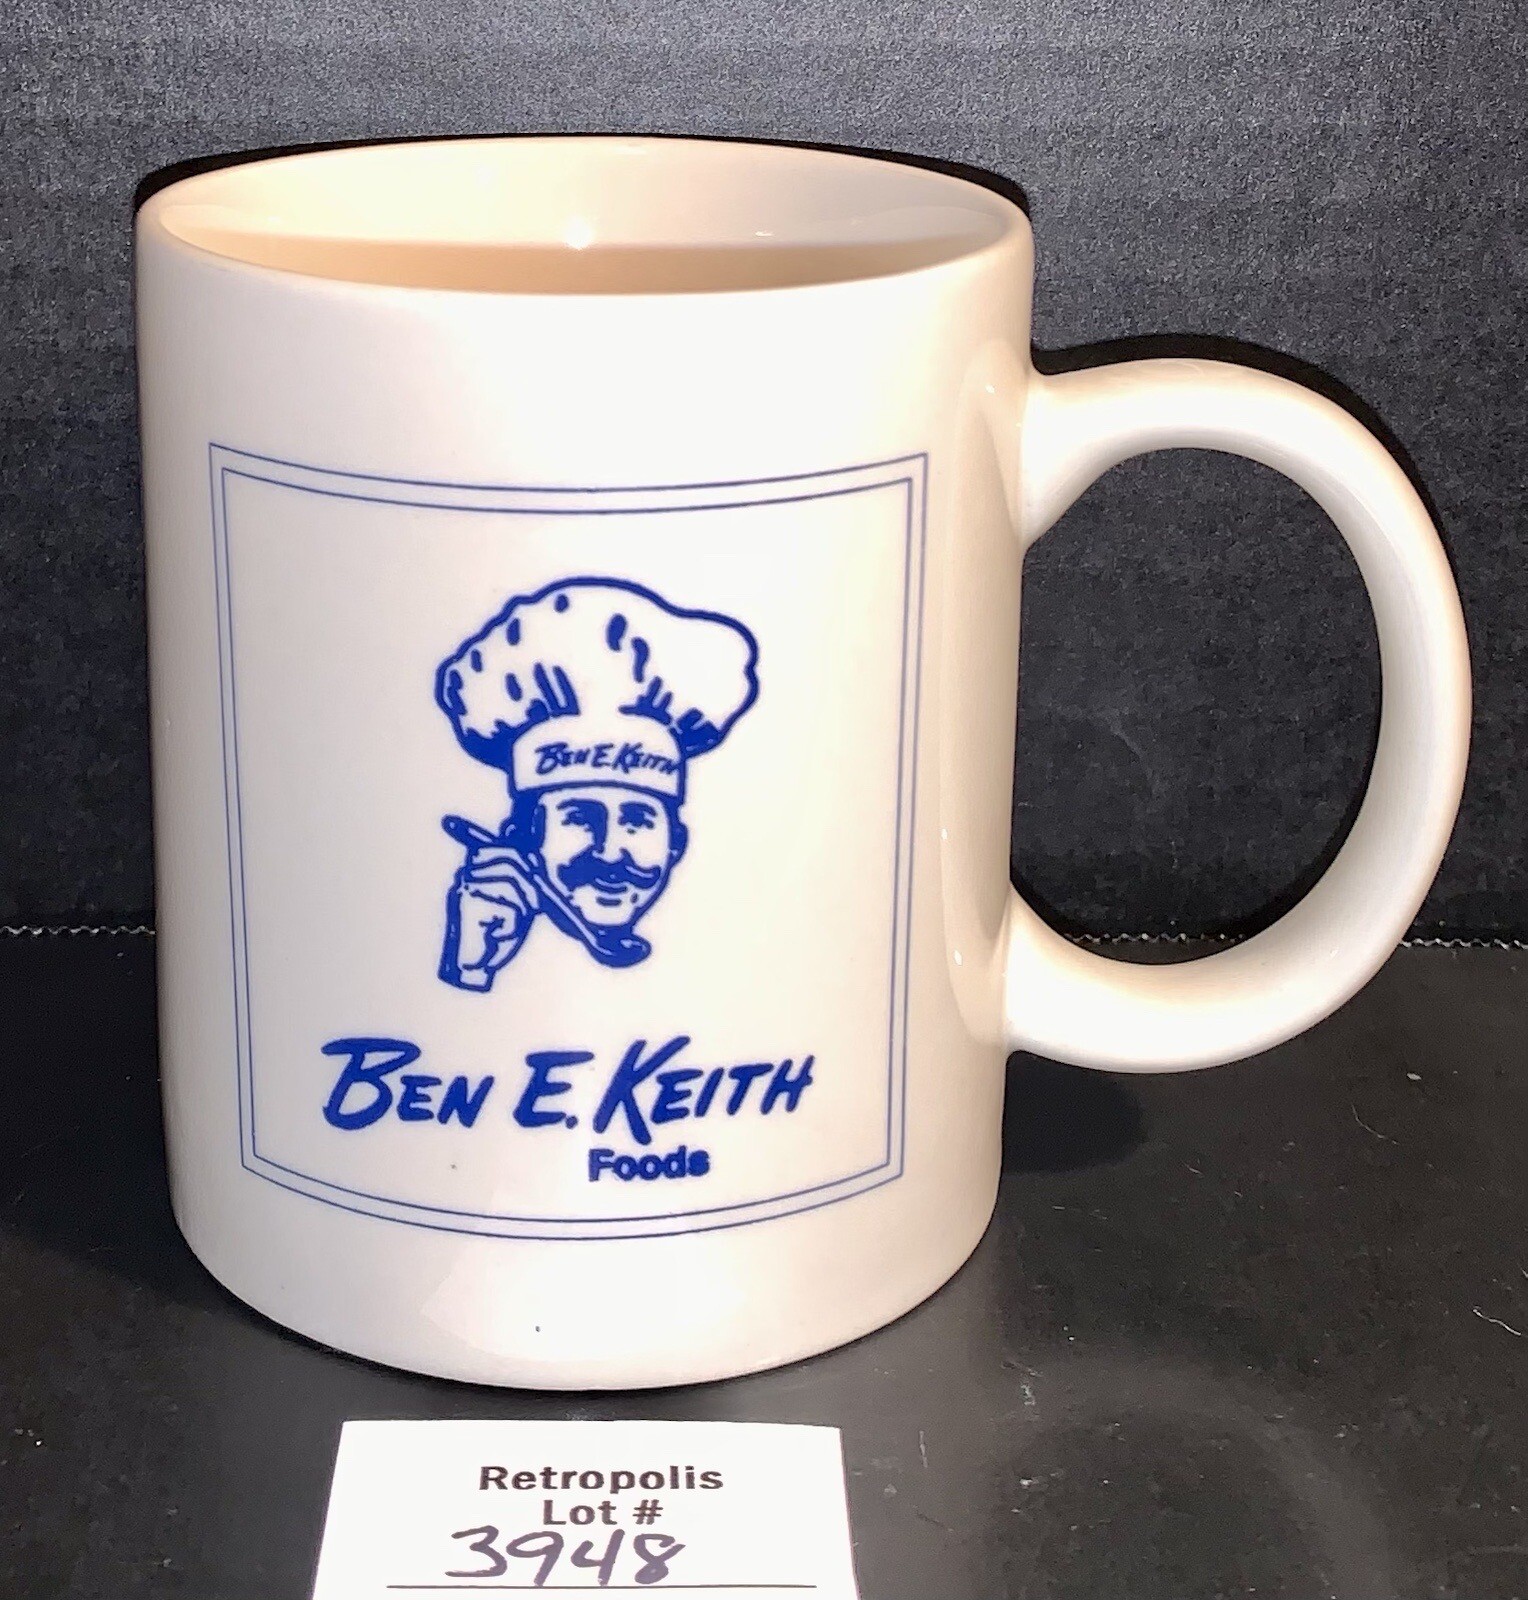 BEN E. KEITH
BEN E. KEITH
Foods
Retropolis
Lot #
3948